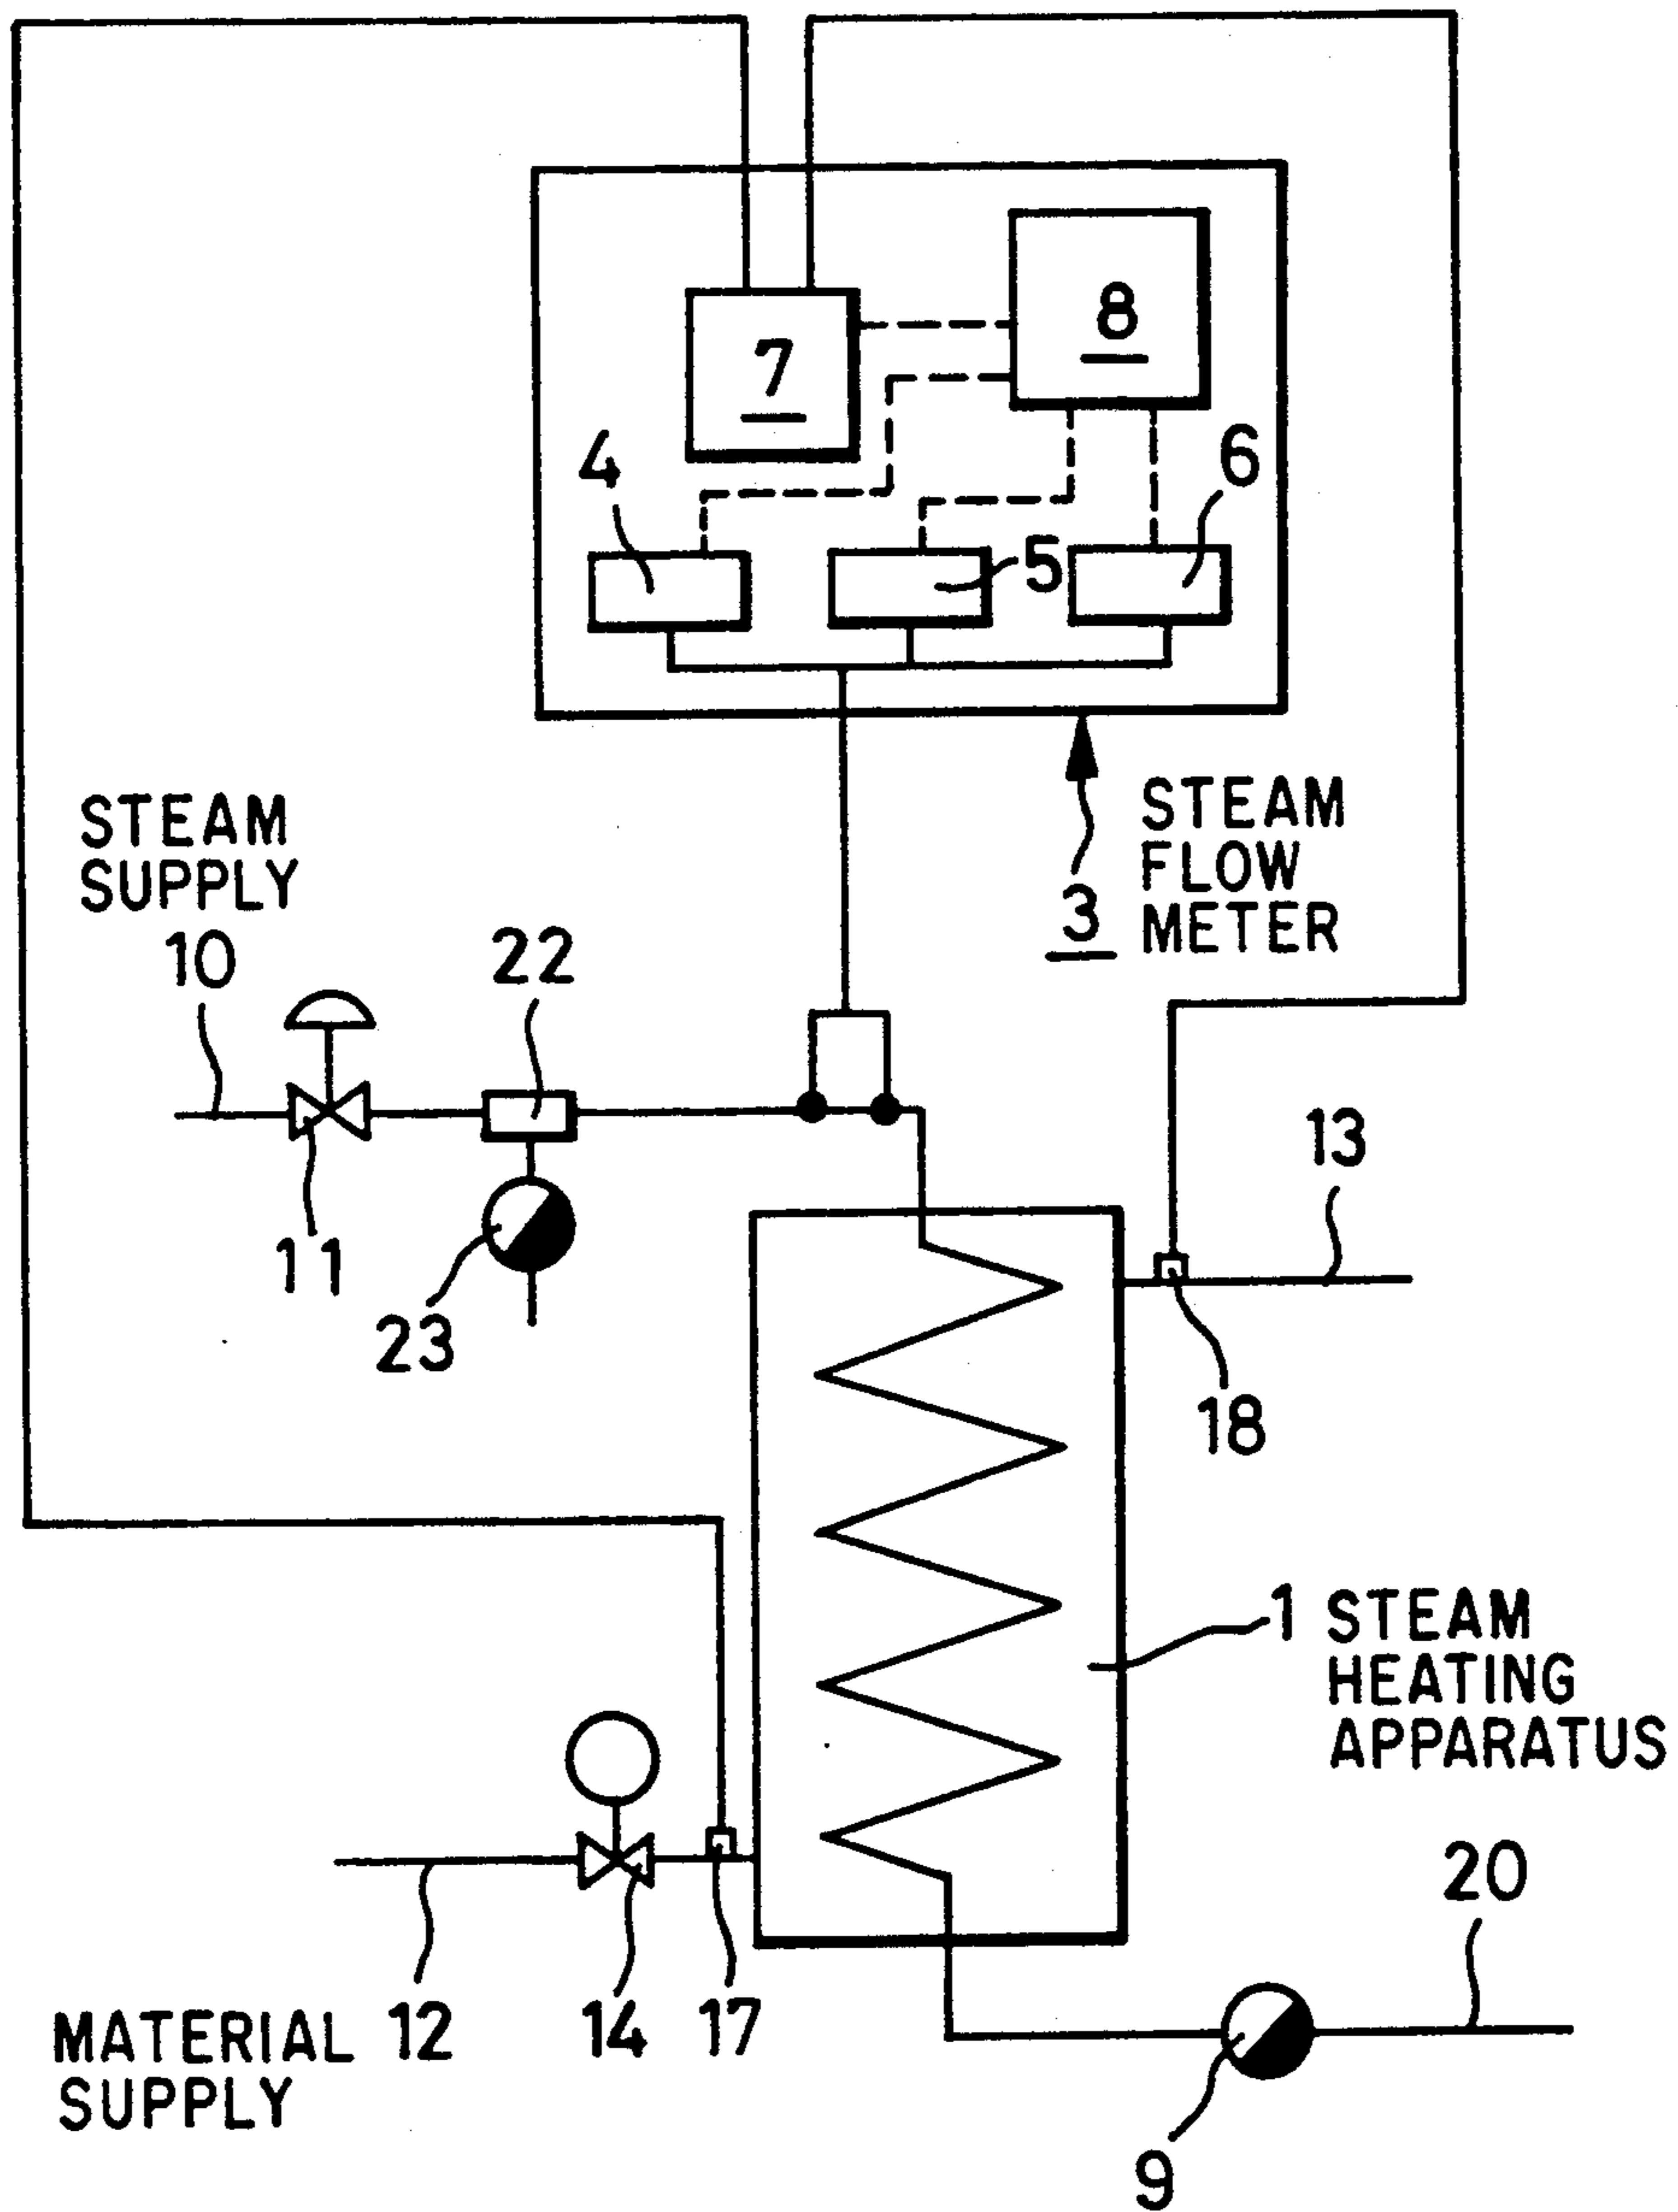 8
7
4
6
5
STEAM
SUPPLY
10
STEAM
FLOW
METER
3
22
11
23
13
18
1 STEAM
HEATING
APPARATUS
20
MATERIAL 12
SUPPLY
14
17
9